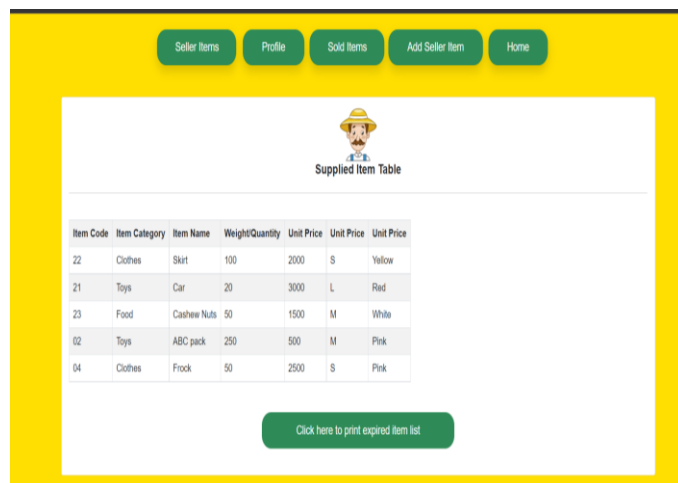 Seller Items Profile Sold Items Add Seller Item Home
Supplied Item Table
Item Code Item Category Item Name Weight/Quantity Unit Price Unit Price Unit Price
22 Clothes Skirt 100 2000 S Yellow
21 Toys Car 20 3000 L Red
23 Food Cashew Nuts 50 1500 M White
02 Toys ABC pack 250 500 M Pink
04 Clothes Frock 50 2500 S Pink
Click here to print expired item list